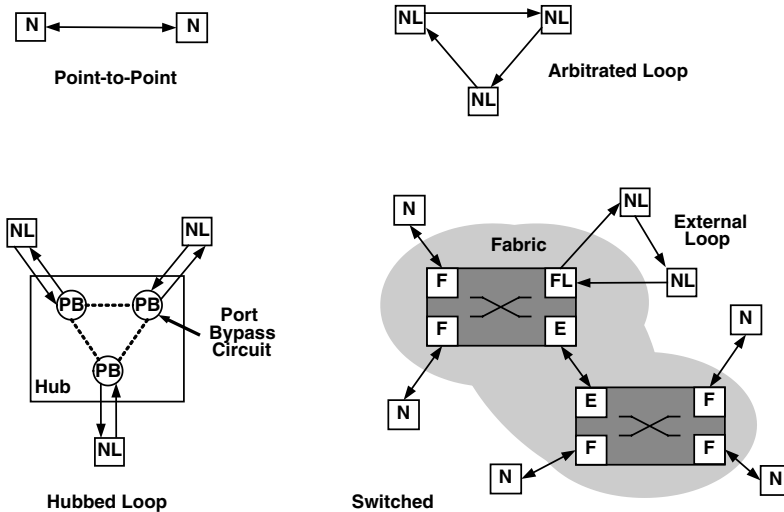 N
N
Point-to-Point
NL
NL
NL
Arbitrated Loop
NL
NL
PB
PB
PB
Hub
Port
Bypass
Circuit
NL
Hubbed Loop
N
NL
External
Loop
Fabric
F
FL
NL
F
E
N
N
E
F
F
F
N
N
Switched